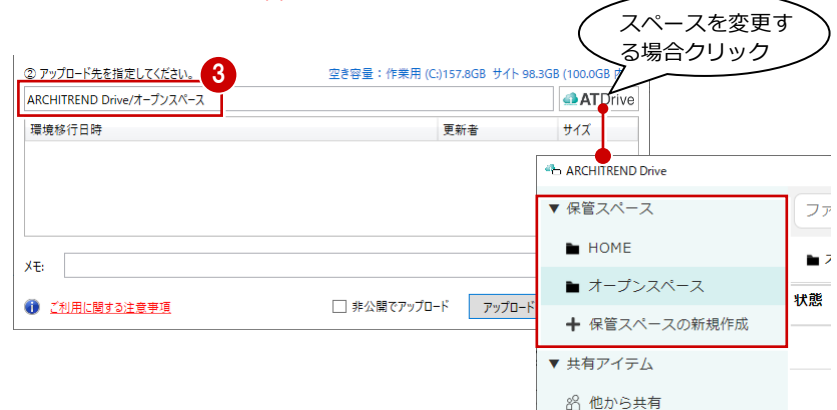 スペースを変更す
る場合クリック
② アップロード先を指定してください。
3
空き容量：作業用 (C:)157.8GB サイト 98.3GB (100.0GB
ARCHITREND Drive/オープンスペース
ATDrive
環境移行日時
更新者
サイズ
ARCHITREND Drive
▼ 保管スペース
HOME
オープンスペース
+ 保管スペースの新規作成
▼ 共有アイテム
他から共有
ファ
状態
メモ:
ご利用に関する注意事項
非公開でアップロード
アップロード